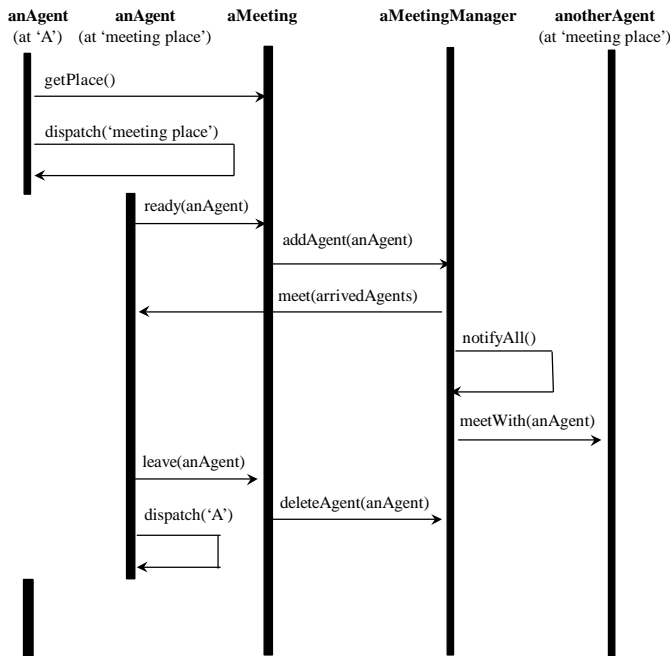 anAgent anAgent aMeeting aMeetingManager anotherAgent
(at ‘A’) (at ‘meeting place’) (at ‘meeting place’)
getPlace()
dispatch(‘meeting place’)
ready(anAgent)
addAgent(anAgent)
meet(arrivedAgents)
notifyAll()
meetWith(anAgent)
leave(anAgent)
deleteAgent(anAgent)
dispatch(‘A’)